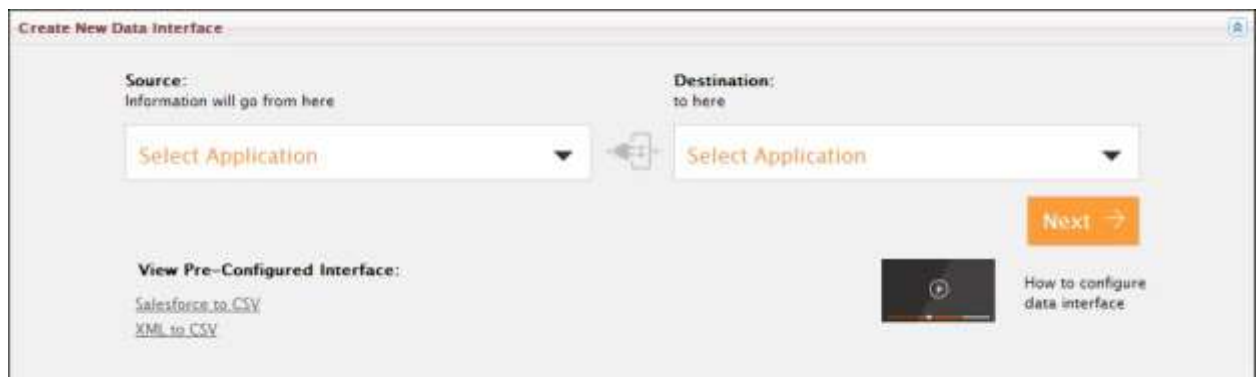 Create New Data Interface
Source:
Information will go from here
Destination:
to here
Select Application
Select Application
Next
View Pre-Configured Interface:
Salesforce to CSV
XML to CSV
How to configure
data interface